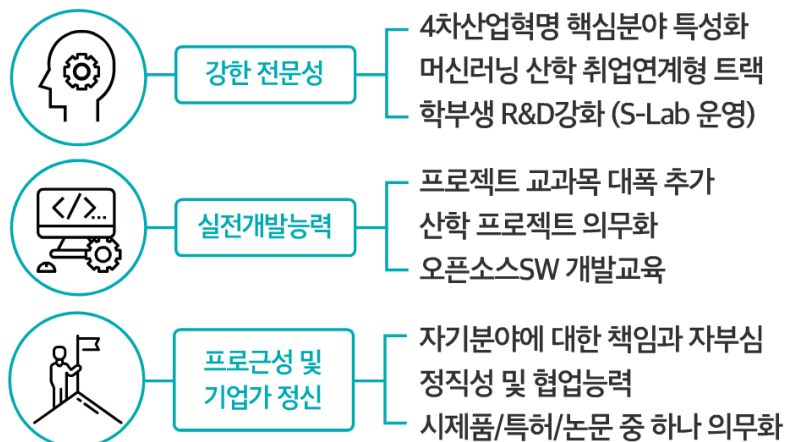 강한 전문성
4차산업혁명 핵심분야 특성화
머신러닝 산학 취업연계형 트랙
학부생 R&D강화 (S-Lab 운영)
</>...
실전개발능력
프로젝트 교과목 대폭 추가
산학 프로젝트 의무화
오픈소스SW 개발교육
프로근성 및
기업가 정신
자기분야에 대한 책임과 자부심
정직성 및 협업능력
시제품/특허/논문 중 하나 의무화